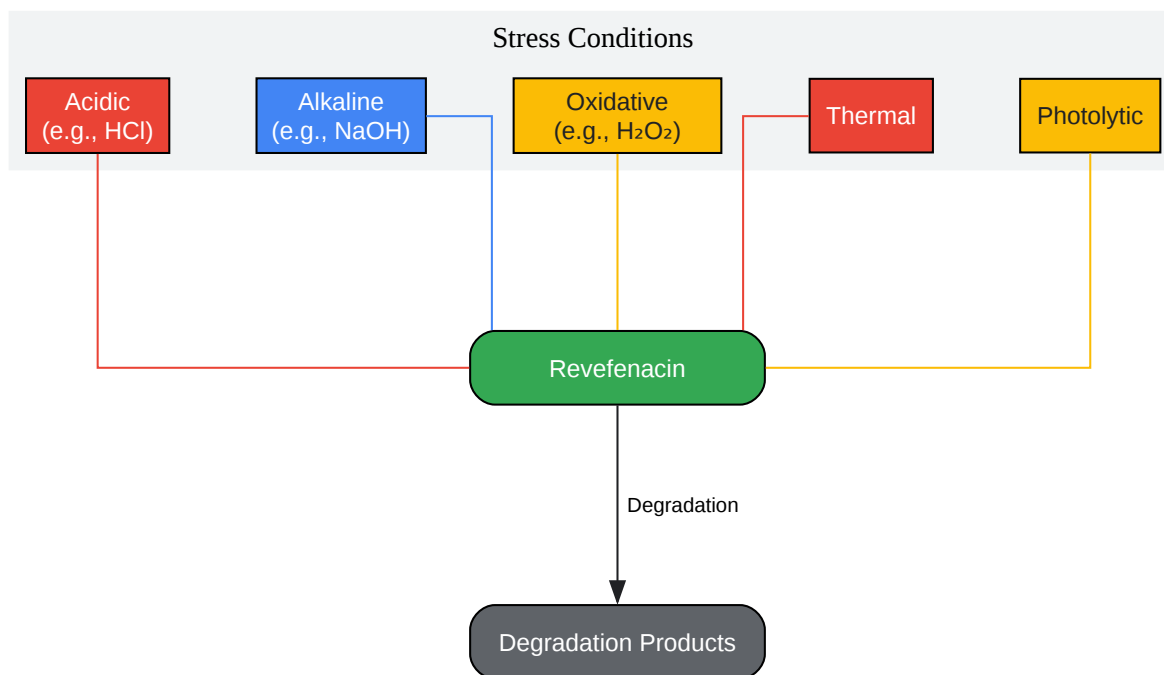 Stress Conditions
Acidic
(e.g., HCl)
Alkaline
(e.g., NaOH)
Oxidative
(e.g., H₂O₂)
Thermal
Photolytic
Revefenacin
Degradation
Degradation Products